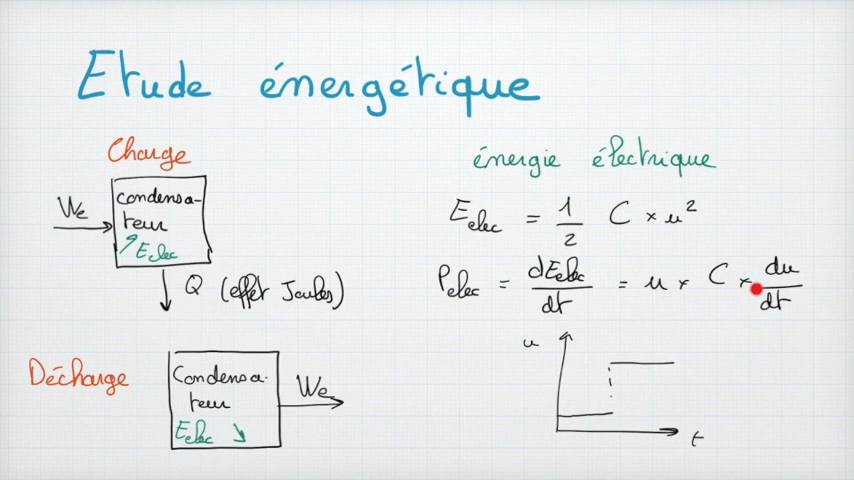 Etude énergétique
Charge
We
condensa-
teur
↗ Eelec
Q (effet Joules)
Décharge
Condensa-
teur
Eelec ↘
We
énergie électrique
Eelec = 1/2 C × u²
Pelec = dEelec/dt = u × C × du/dt
u
t